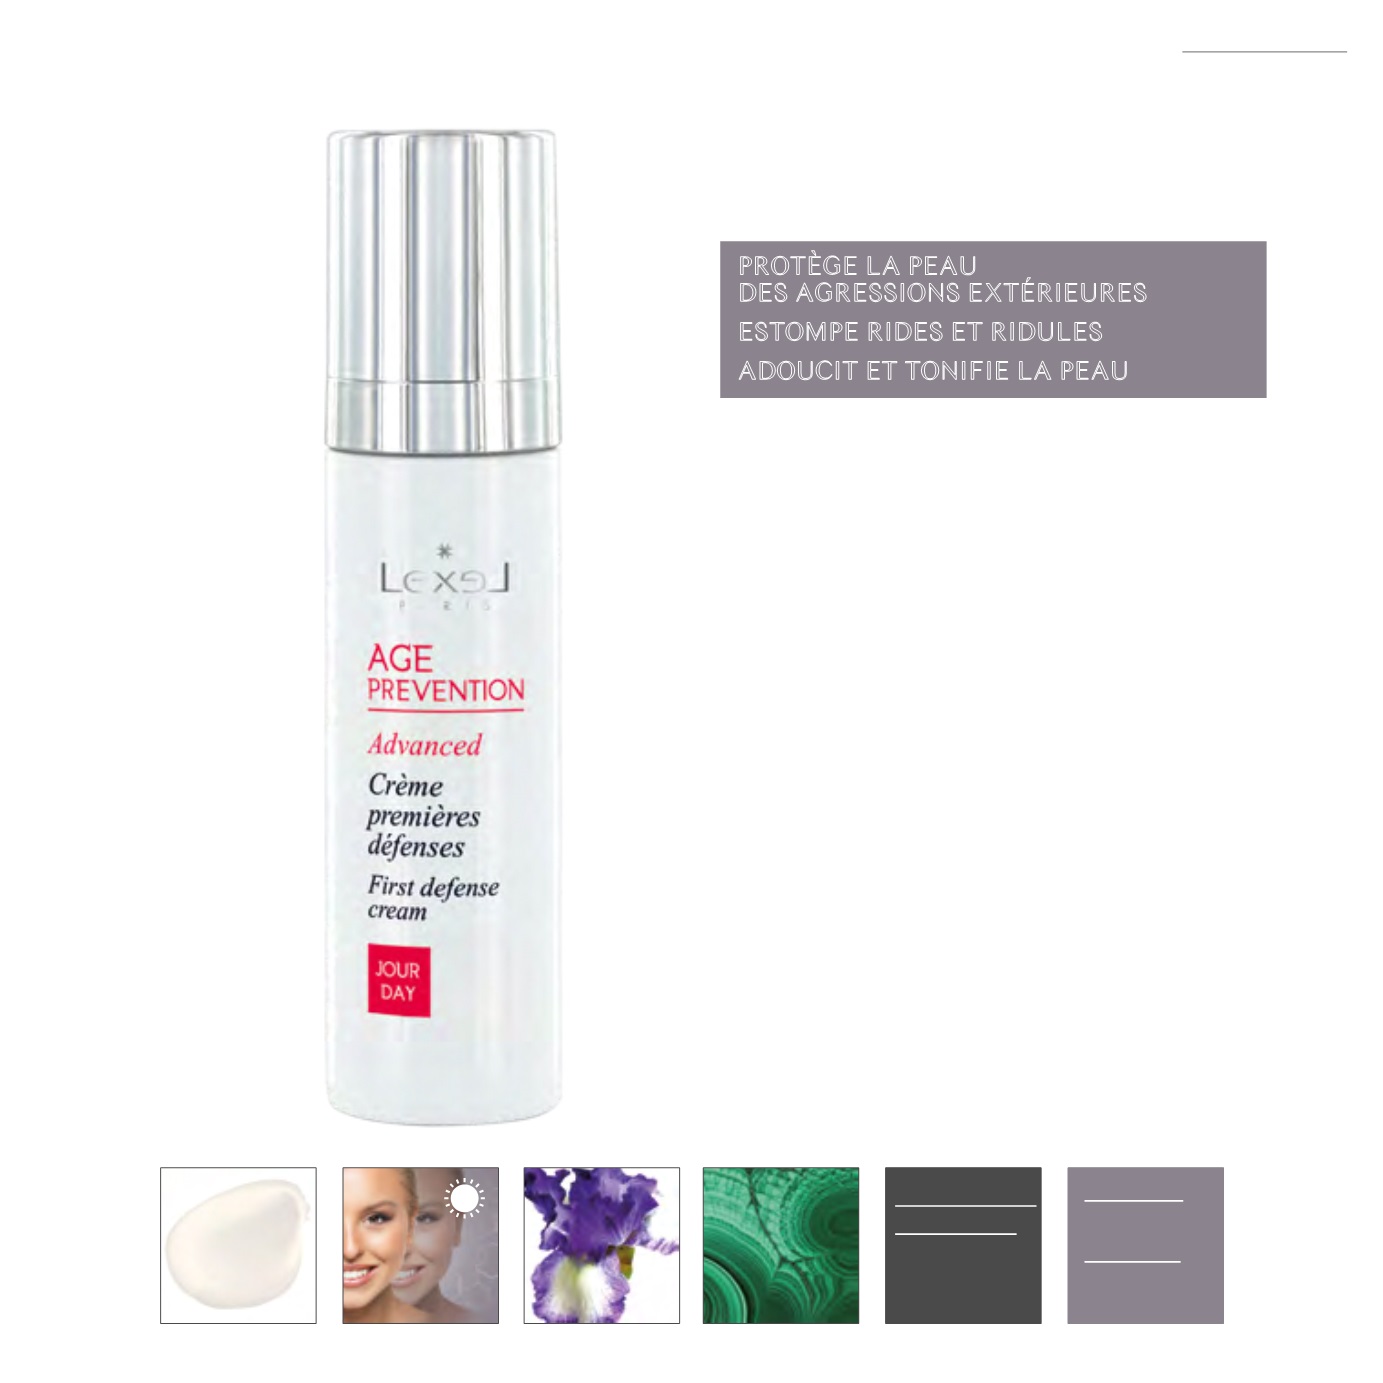 PROTÈGE LA PEAU
DES AGRESSIONS EXTÉRIEURES
ESTOMPE RIDES ET RIDULES
ADOUCIT ET TONIFIE LA PEAU
Lexel
PARIS
AGE
PREVENTION
Advanced
Crème
premières
défenses
First defense
cream
JOUR
DAY